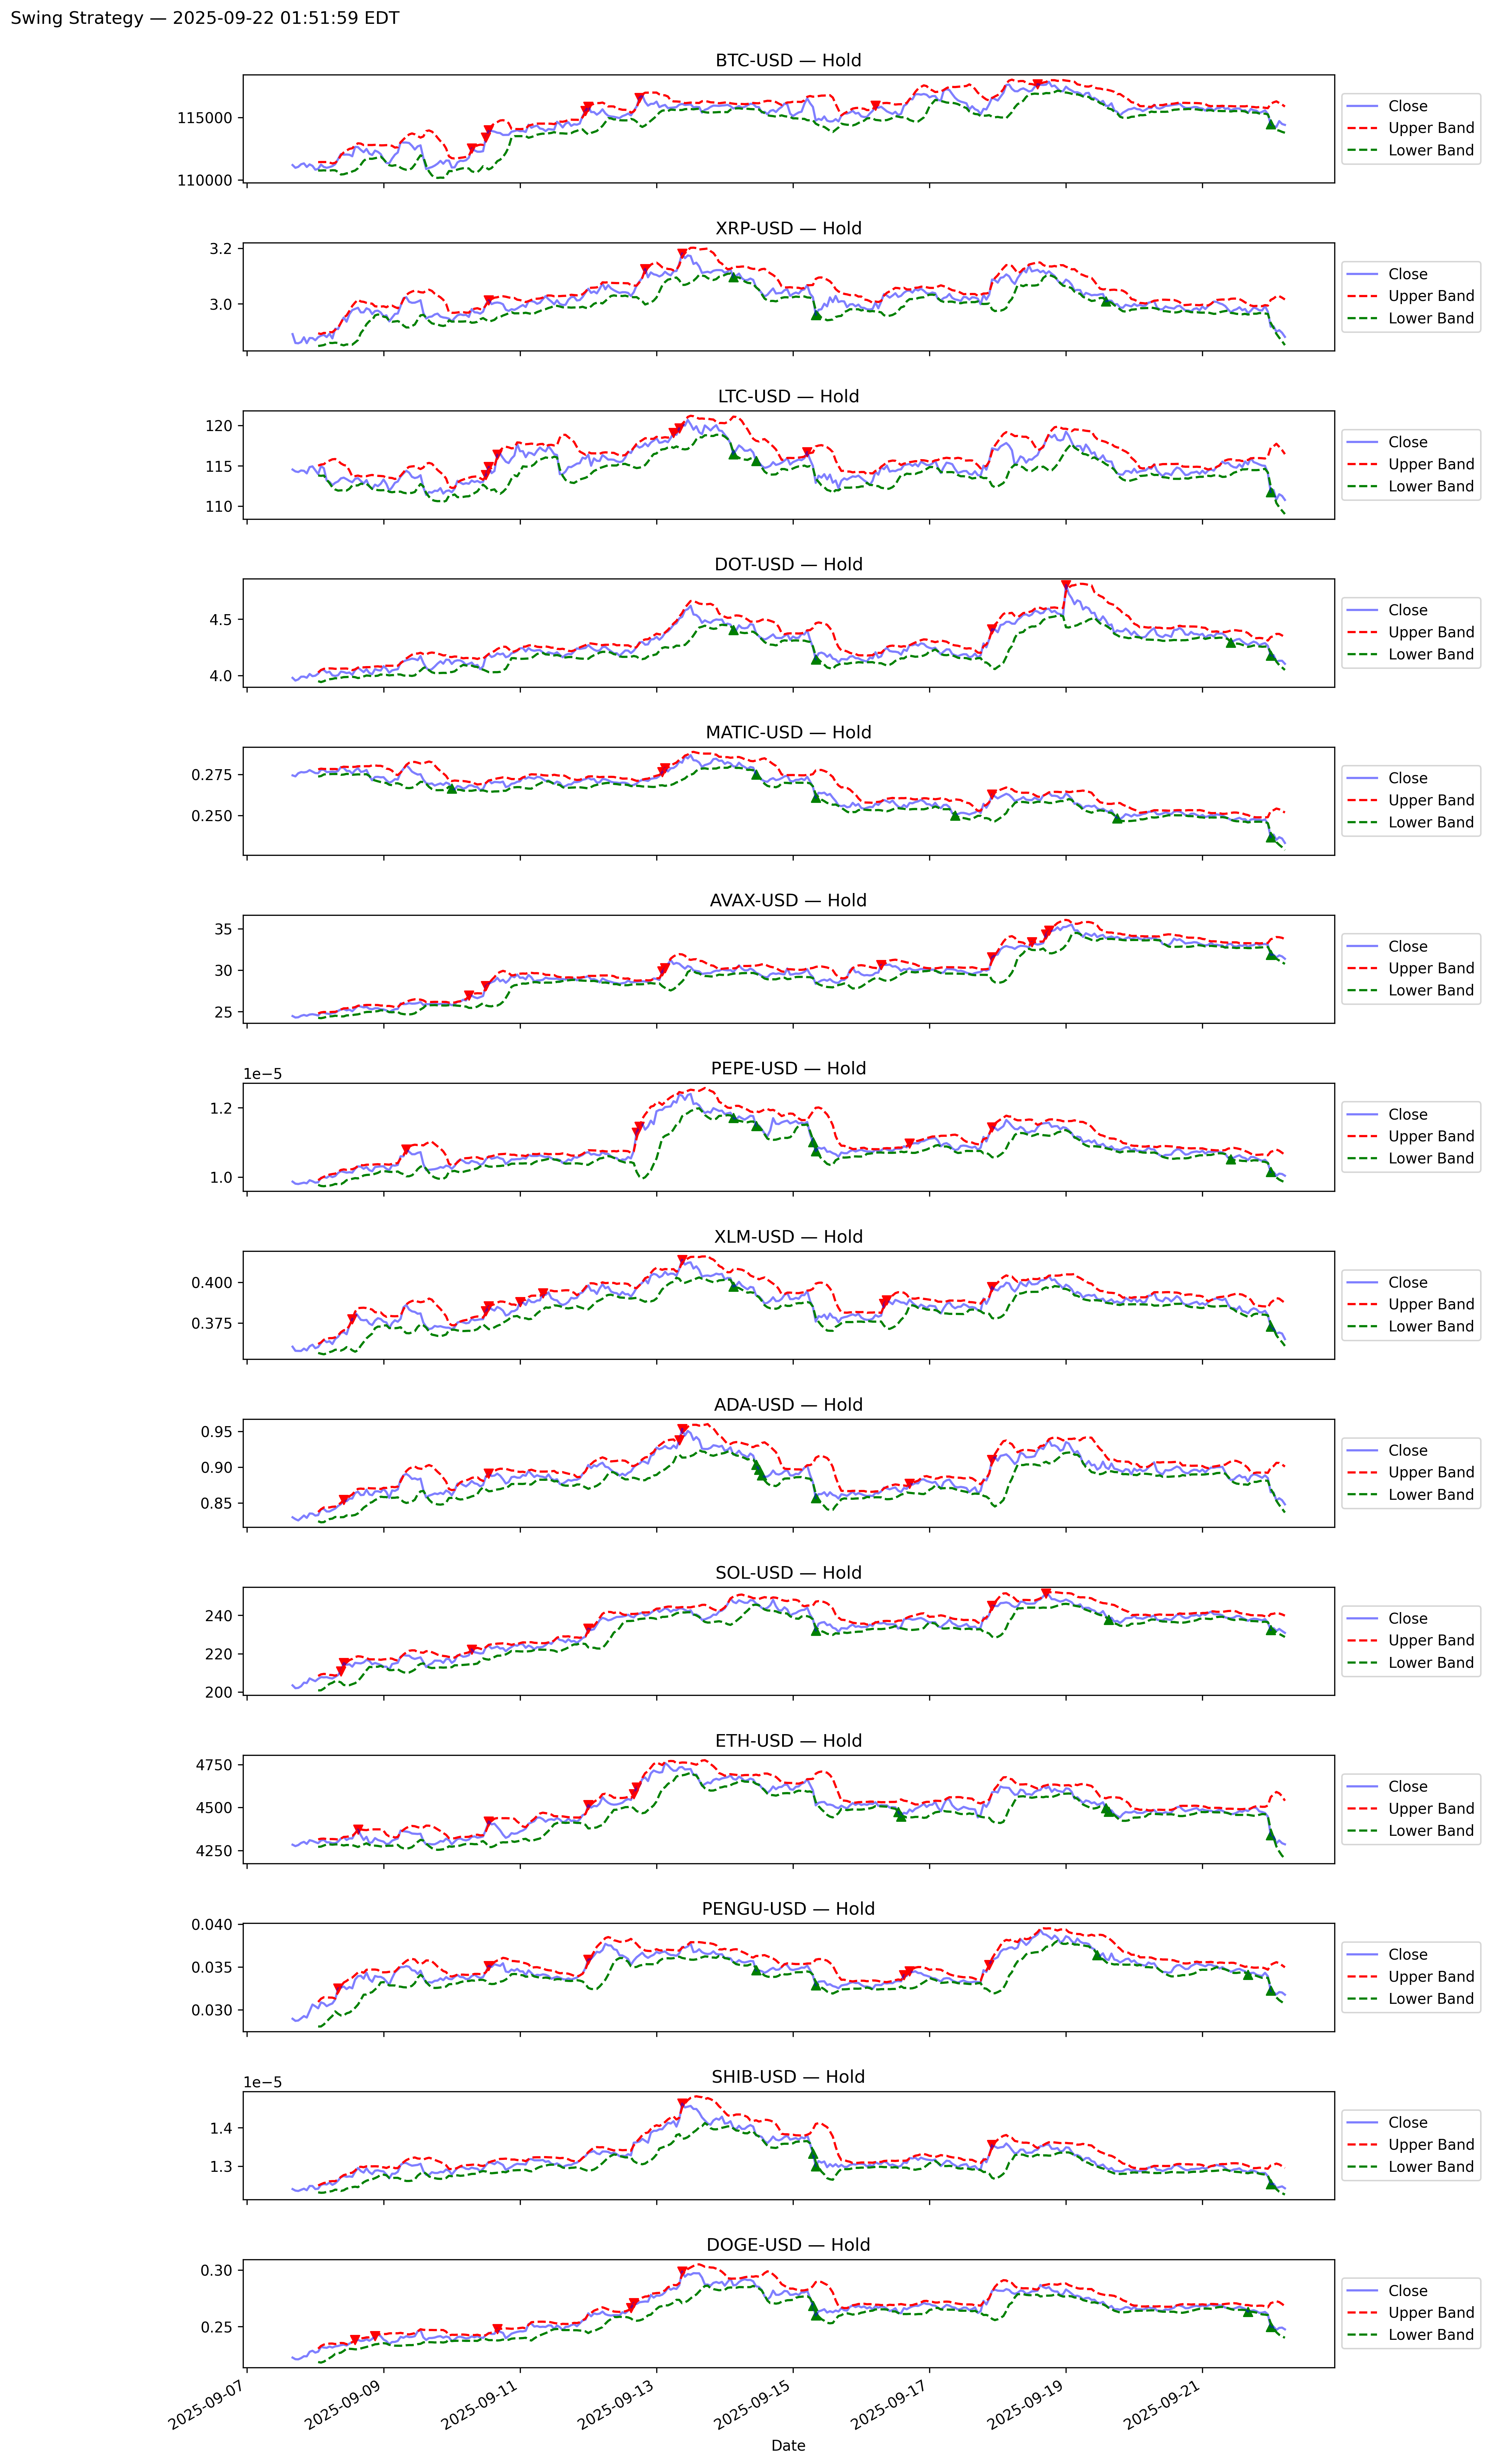 Swing Strategy — 2025-09-22 01:51:59 EDT
BTC-USD — Hold
115000
110000
Close
Upper Band
Lower Band
XRP-USD — Hold
3.2
3.0
Close
Upper Band
Lower Band
LTC-USD — Hold
120
115
110
Close
Upper Band
Lower Band
DOT-USD — Hold
4.5
4.0
Close
Upper Band
Lower Band
MATIC-USD — Hold
0.275
0.250
Close
Upper Band
Lower Band
AVAX-USD — Hold
35
30
25
Close
Upper Band
Lower Band
PEPE-USD — Hold
1e−5
1.2
1.0
Close
Upper Band
Lower Band
XLM-USD — Hold
0.400
0.375
Close
Upper Band
Lower Band
ADA-USD — Hold
0.95
0.90
0.85
Close
Upper Band
Lower Band
SOL-USD — Hold
240
220
200
Close
Upper Band
Lower Band
ETH-USD — Hold
4750
4500
4250
Close
Upper Band
Lower Band
PENGU-USD — Hold
0.040
0.035
0.030
Close
Upper Band
Lower Band
SHIB-USD — Hold
1e−5
1.4
1.3
Close
Upper Band
Lower Band
DOGE-USD — Hold
0.30
0.25
Close
Upper Band
Lower Band
2025-09-07
2025-09-09
2025-09-11
2025-09-13
2025-09-15
2025-09-17
2025-09-19
2025-09-21
Date